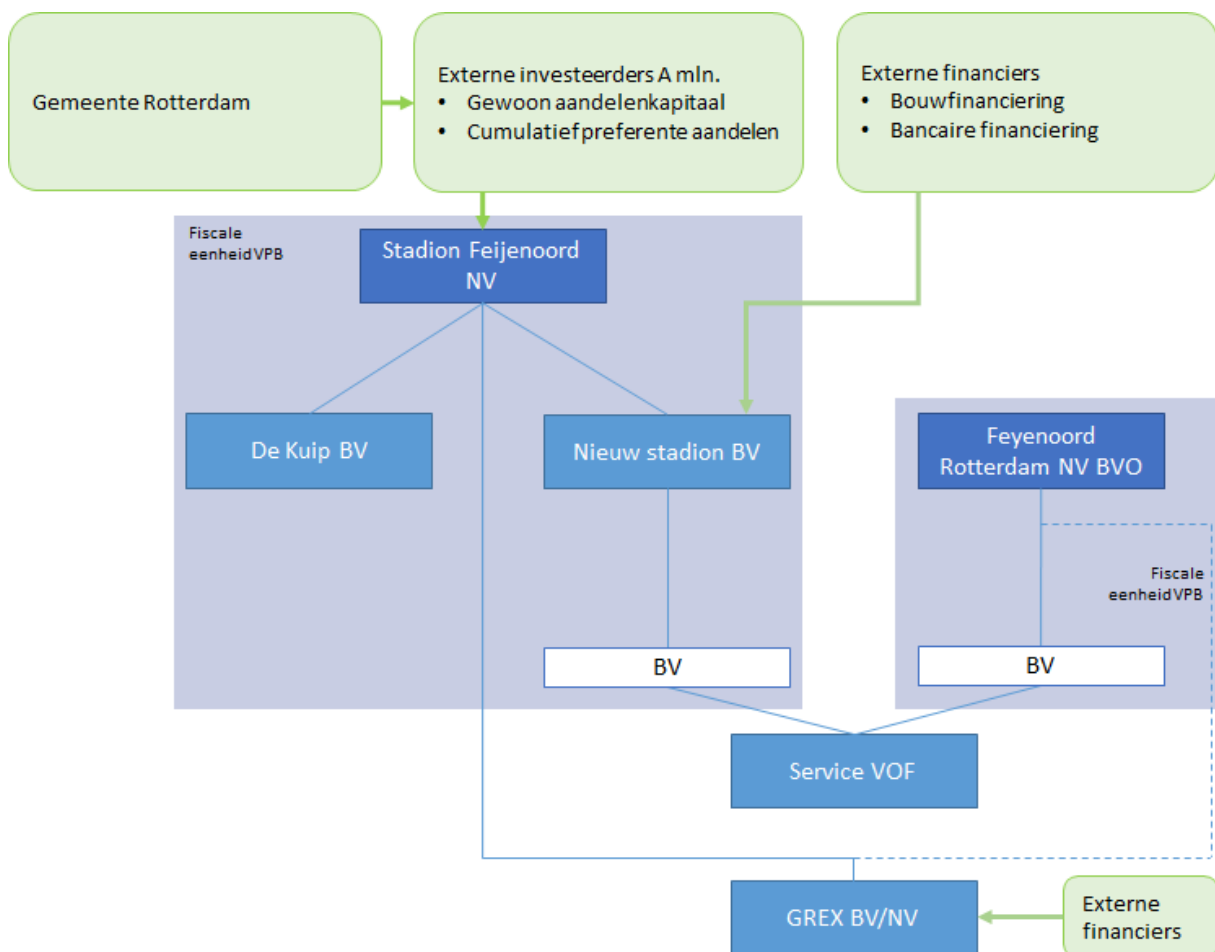 Gemeente Rotterdam
Externe investeerders A mln.
• Gewoon aandelenkapitaal
• Cumulatief preferente aandelen
Externe financiers
• Bouwfinanciering
• Bancaire financiering
Fiscale
eenheid VPB
Stadion Feijenoord
NV
De Kuip BV
Nieuw stadion BV
Feyenoord
Rotterdam NV BVO
Fiscale
eenheid VPB
BV
BV
Service VOF
GREX BV/NV
Externe
financiers